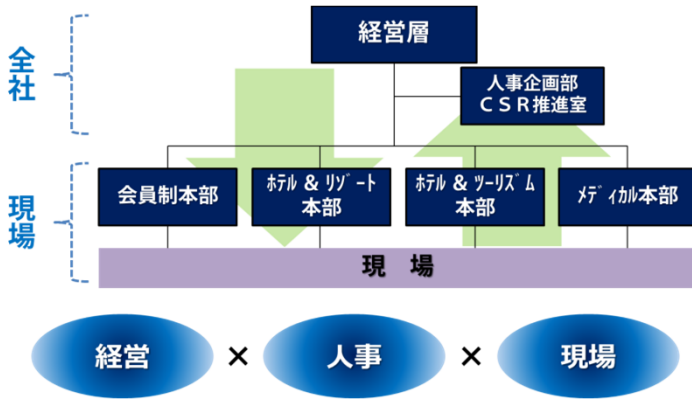 経営層
全社
人事企画部
CSR推進室
現場
会員制本部
ホテル & リゾート
本部
ホテル & ツーリズム
本部
メディカル本部
現 場
経営 × 人事 × 現場